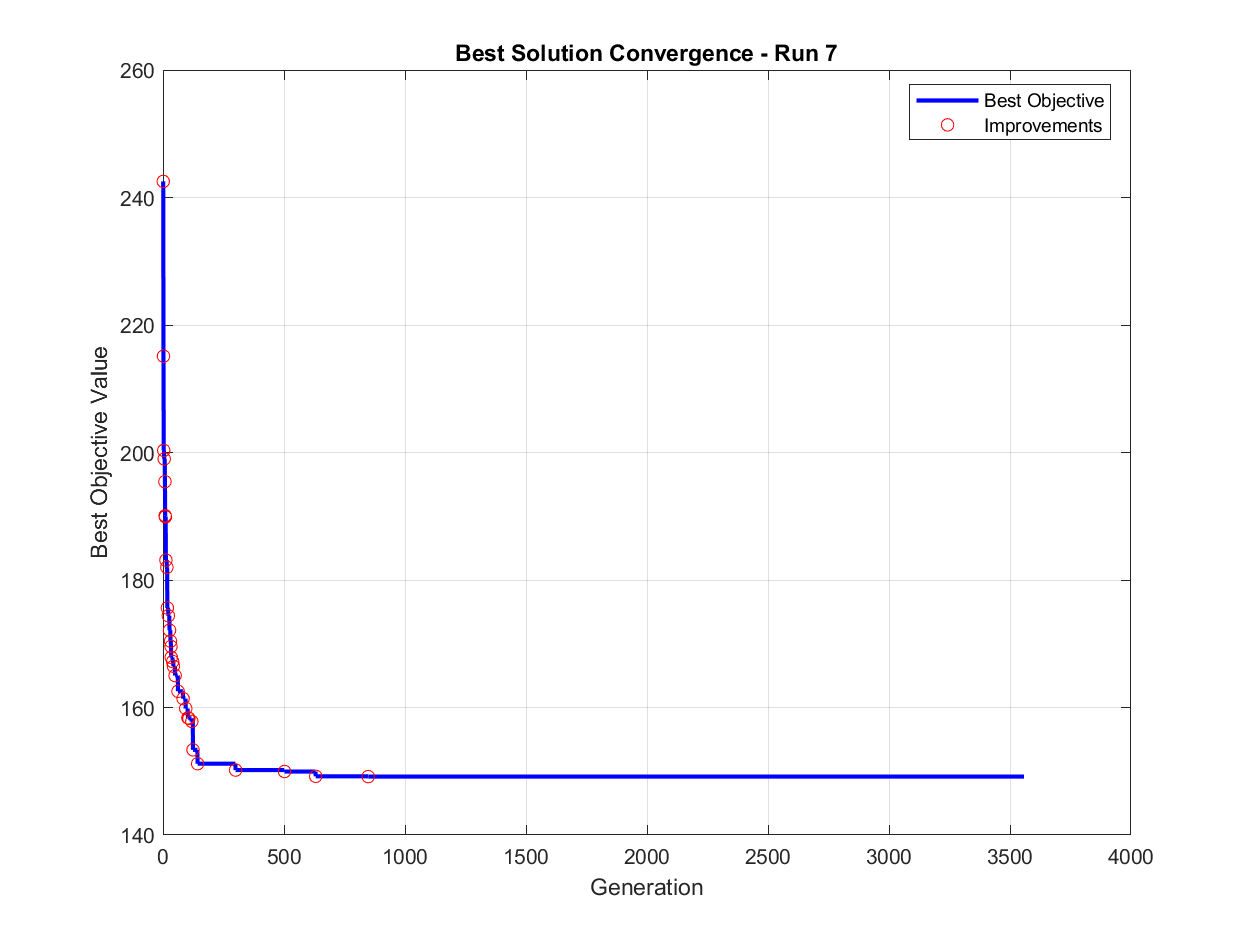 Best Solution Convergence - Run 7
260
240
220
200
180
160
140
Best Objective Value
Best Objective
Improvements
0 500 1000 1500 2000 2500 3000 3500 4000
Generation